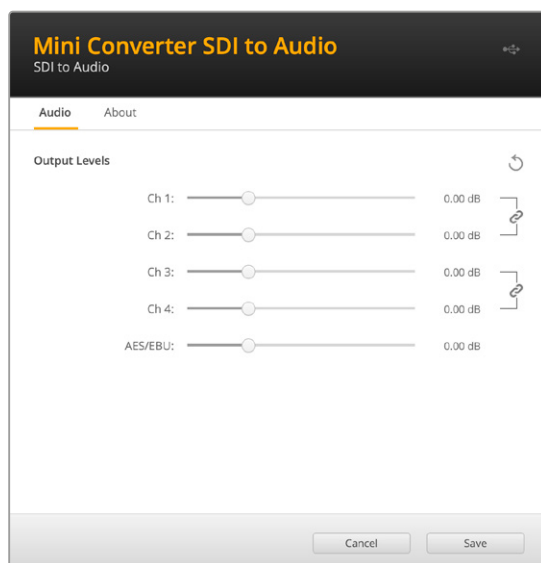 Mini Converter SDI to Audio
SDI to Audio
Audio About
Output Levels
Ch 1: 0.00 dB
Ch 2: 0.00 dB
Ch 3: 0.00 dB
Ch 4: 0.00 dB
AES/EBU: 0.00 dB
Cancel Save